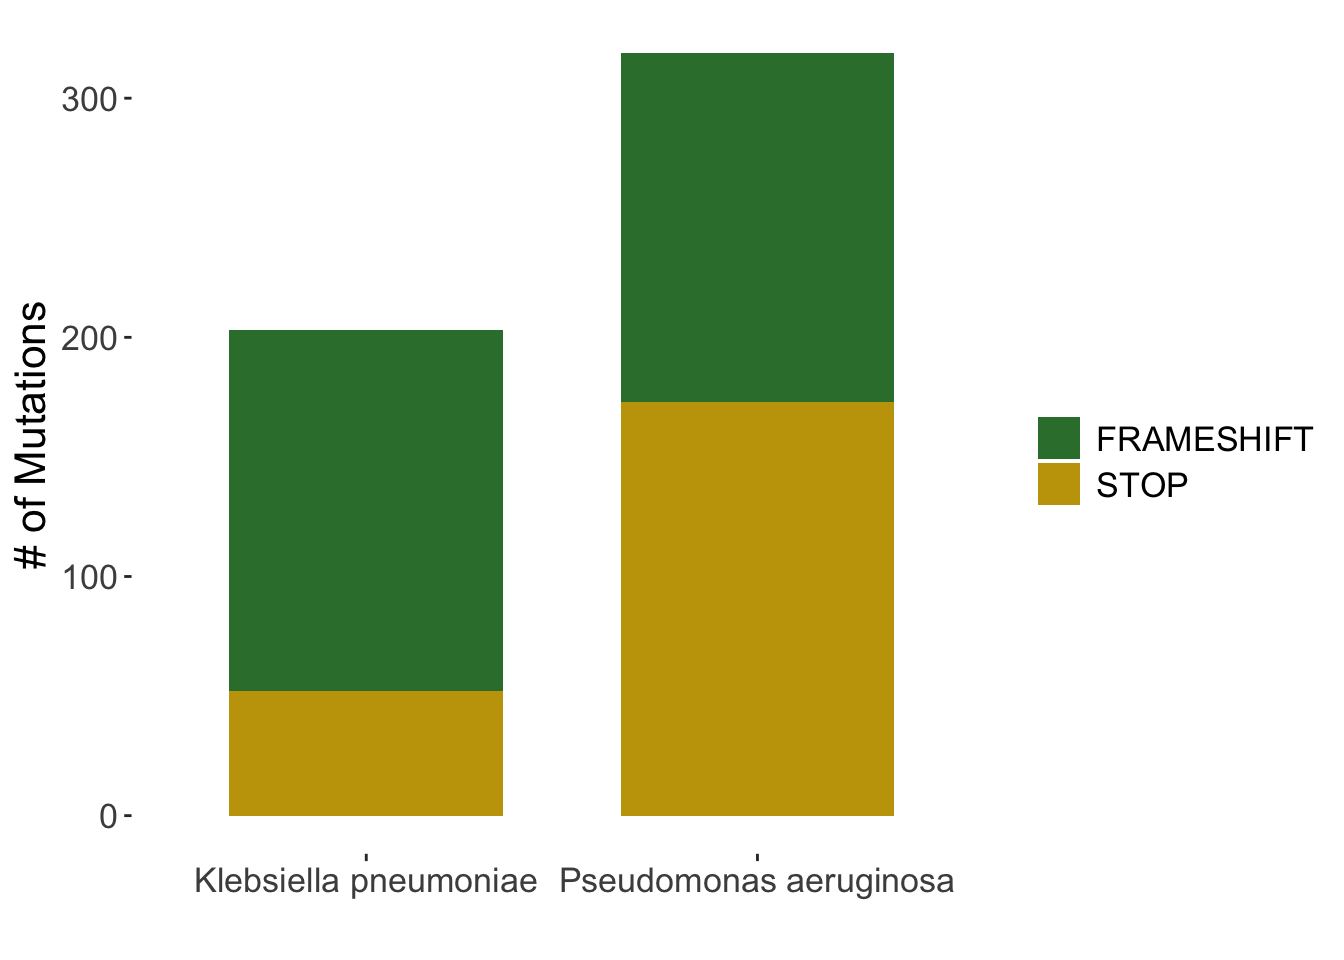 # of Mutations
300
200
100
0
Klebsiella pneumoniae
Pseudomonas aeruginosa
FRAMESHIFT
STOP